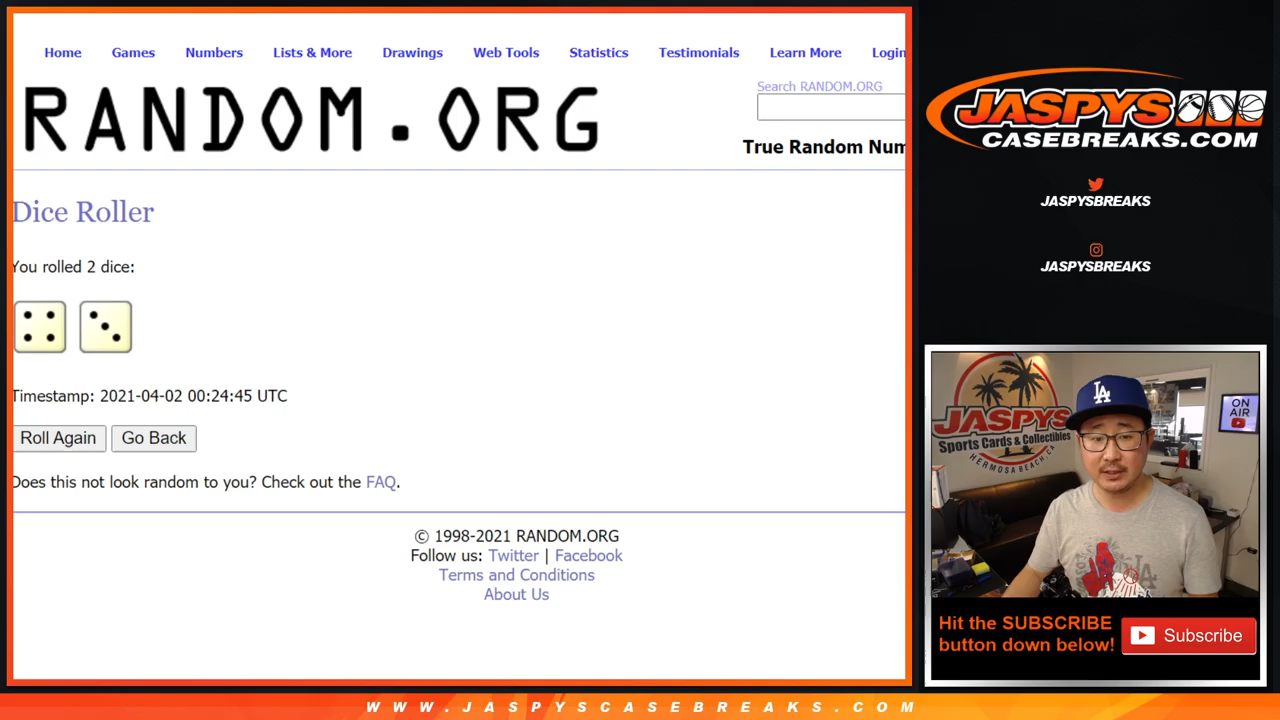 Home Games Numbers Lists & More Drawings Web Tools Statistics Testimonials Learn More Login
RANDOM.ORG
Search RANDOM.ORG
True Random Num
Dice Roller
You rolled 2 dice:
Timestamp: 2021-04-02 00:24:45 UTC
Roll Again Go Back
Does this not look random to you? Check out the FAQ.
© 1998-2021 RANDOM.ORG
Follow us: Twitter | Facebook
Terms and Conditions
About Us
JASPYS
CASEBREAKS.COM
JASPYSBREAKS
JASPYSBREAKS
JASPYS
Sports Cards & Collectibles
HERMOSA BEACH, CA
LA
ON
AIR
Hit the SUBSCRIBE
button down below!
Subscribe
WWW.JASPYSCASEBREAKS.COM